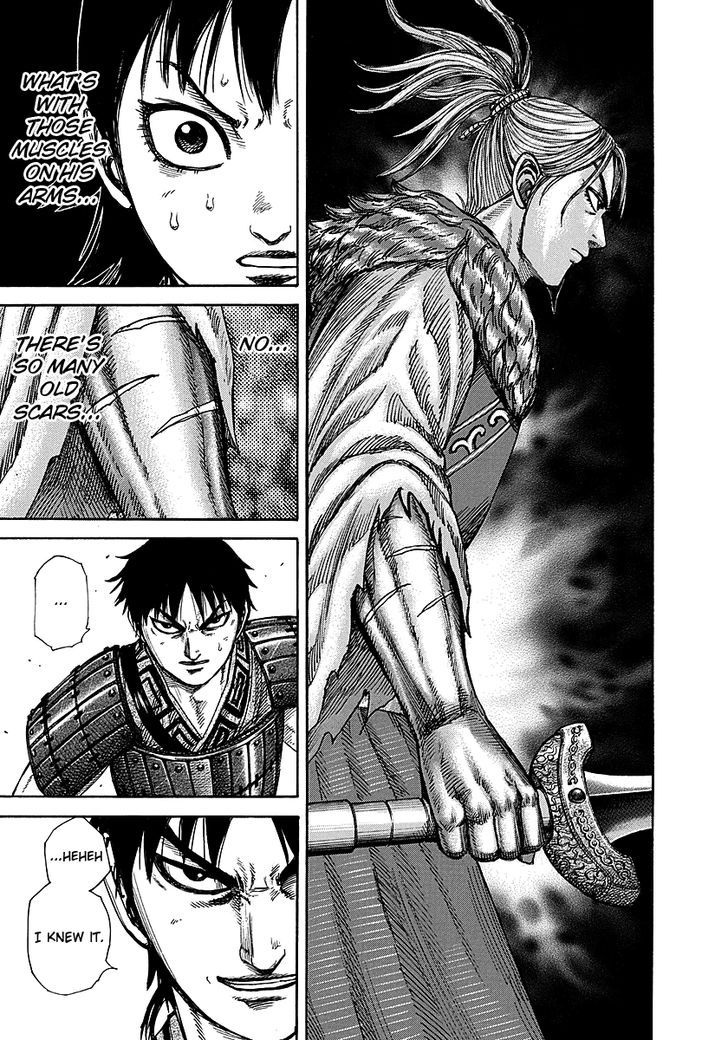 WHAT'S
WITH
THOSE
MUSCLES
ON HIS
ARMS...
NO...
THERE'S
SO MANY
OLD
SCARS...
...
...HEHEH
I KNEW IT.